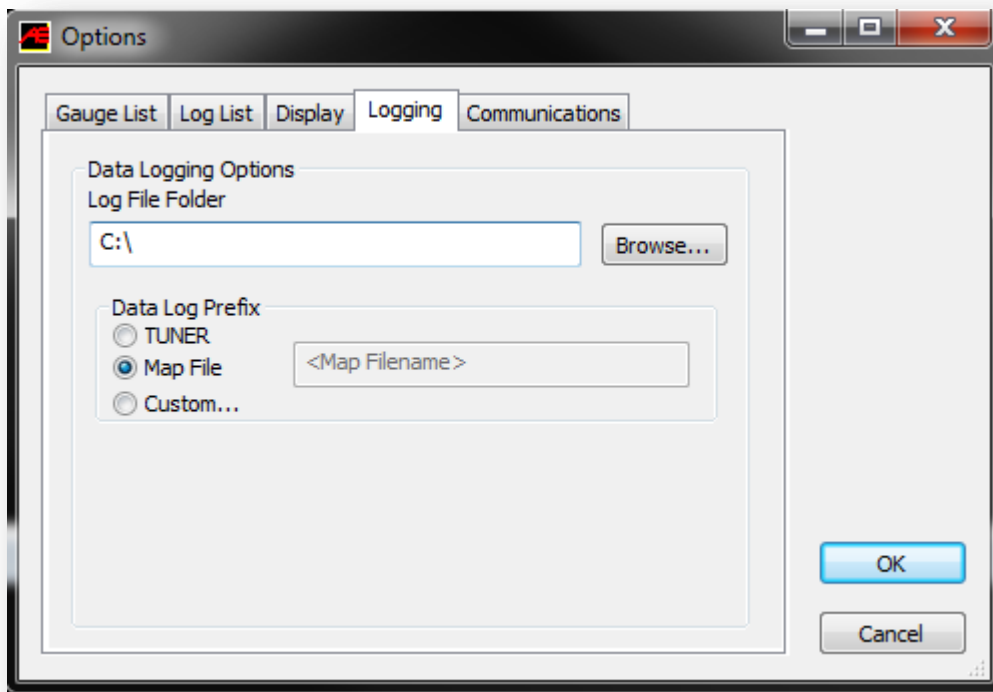 AE Options
Gauge List Log List Display Logging Communications
Data Logging Options
Log File Folder
C:\
Browse...
Data Log Prefix
TUNER
Map File
<Map Filename>
Custom...
OK
Cancel